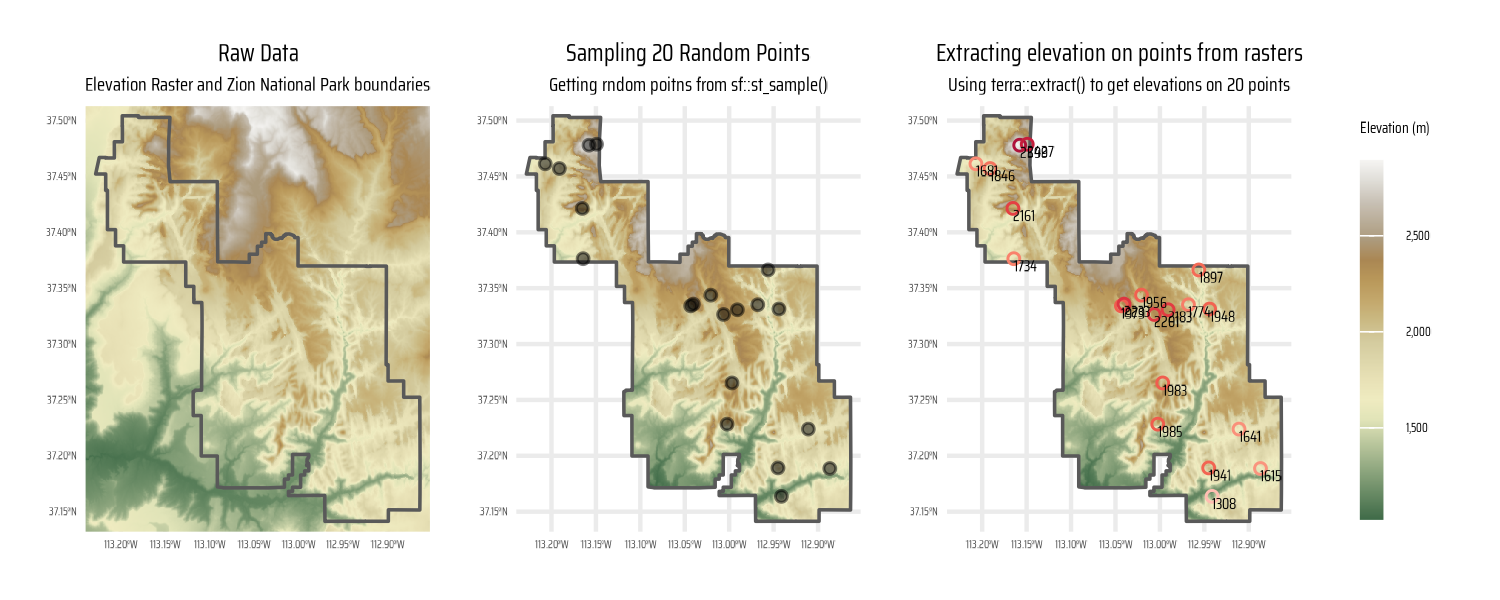 Raw Data
Elevation Raster and Zion National Park boundaries
37.50°N
37.45°N
37.40°N
37.35°N
37.30°N
37.25°N
37.20°N
37.15°N
113.20°W 113.15°W 113.10°W 113.05°W 113.00°W 112.95°W 112.90°W
Sampling 20 Random Points
Getting rndom poitns from sf::st_sample()
37.50°N
37.45°N
37.40°N
37.35°N
37.30°N
37.25°N
37.20°N
37.15°N
113.20°W 113.15°W 113.10°W 113.05°W 113.00°W 112.95°W 112.90°W
Extracting elevation on points from rasters
Using terra::extract() to get elevations on 20 points
37.50°N
37.45°N
37.40°N
37.35°N
37.30°N
37.25°N
37.20°N
37.15°N
1681
1846
2161
1734
1897
1956
1774
1948
1983
1985
1641
1941
1615
1308
113.20°W 113.15°W 113.10°W 113.05°W 113.00°W 112.95°W 112.90°W
Elevation (m)
2,500
2,000
1,500